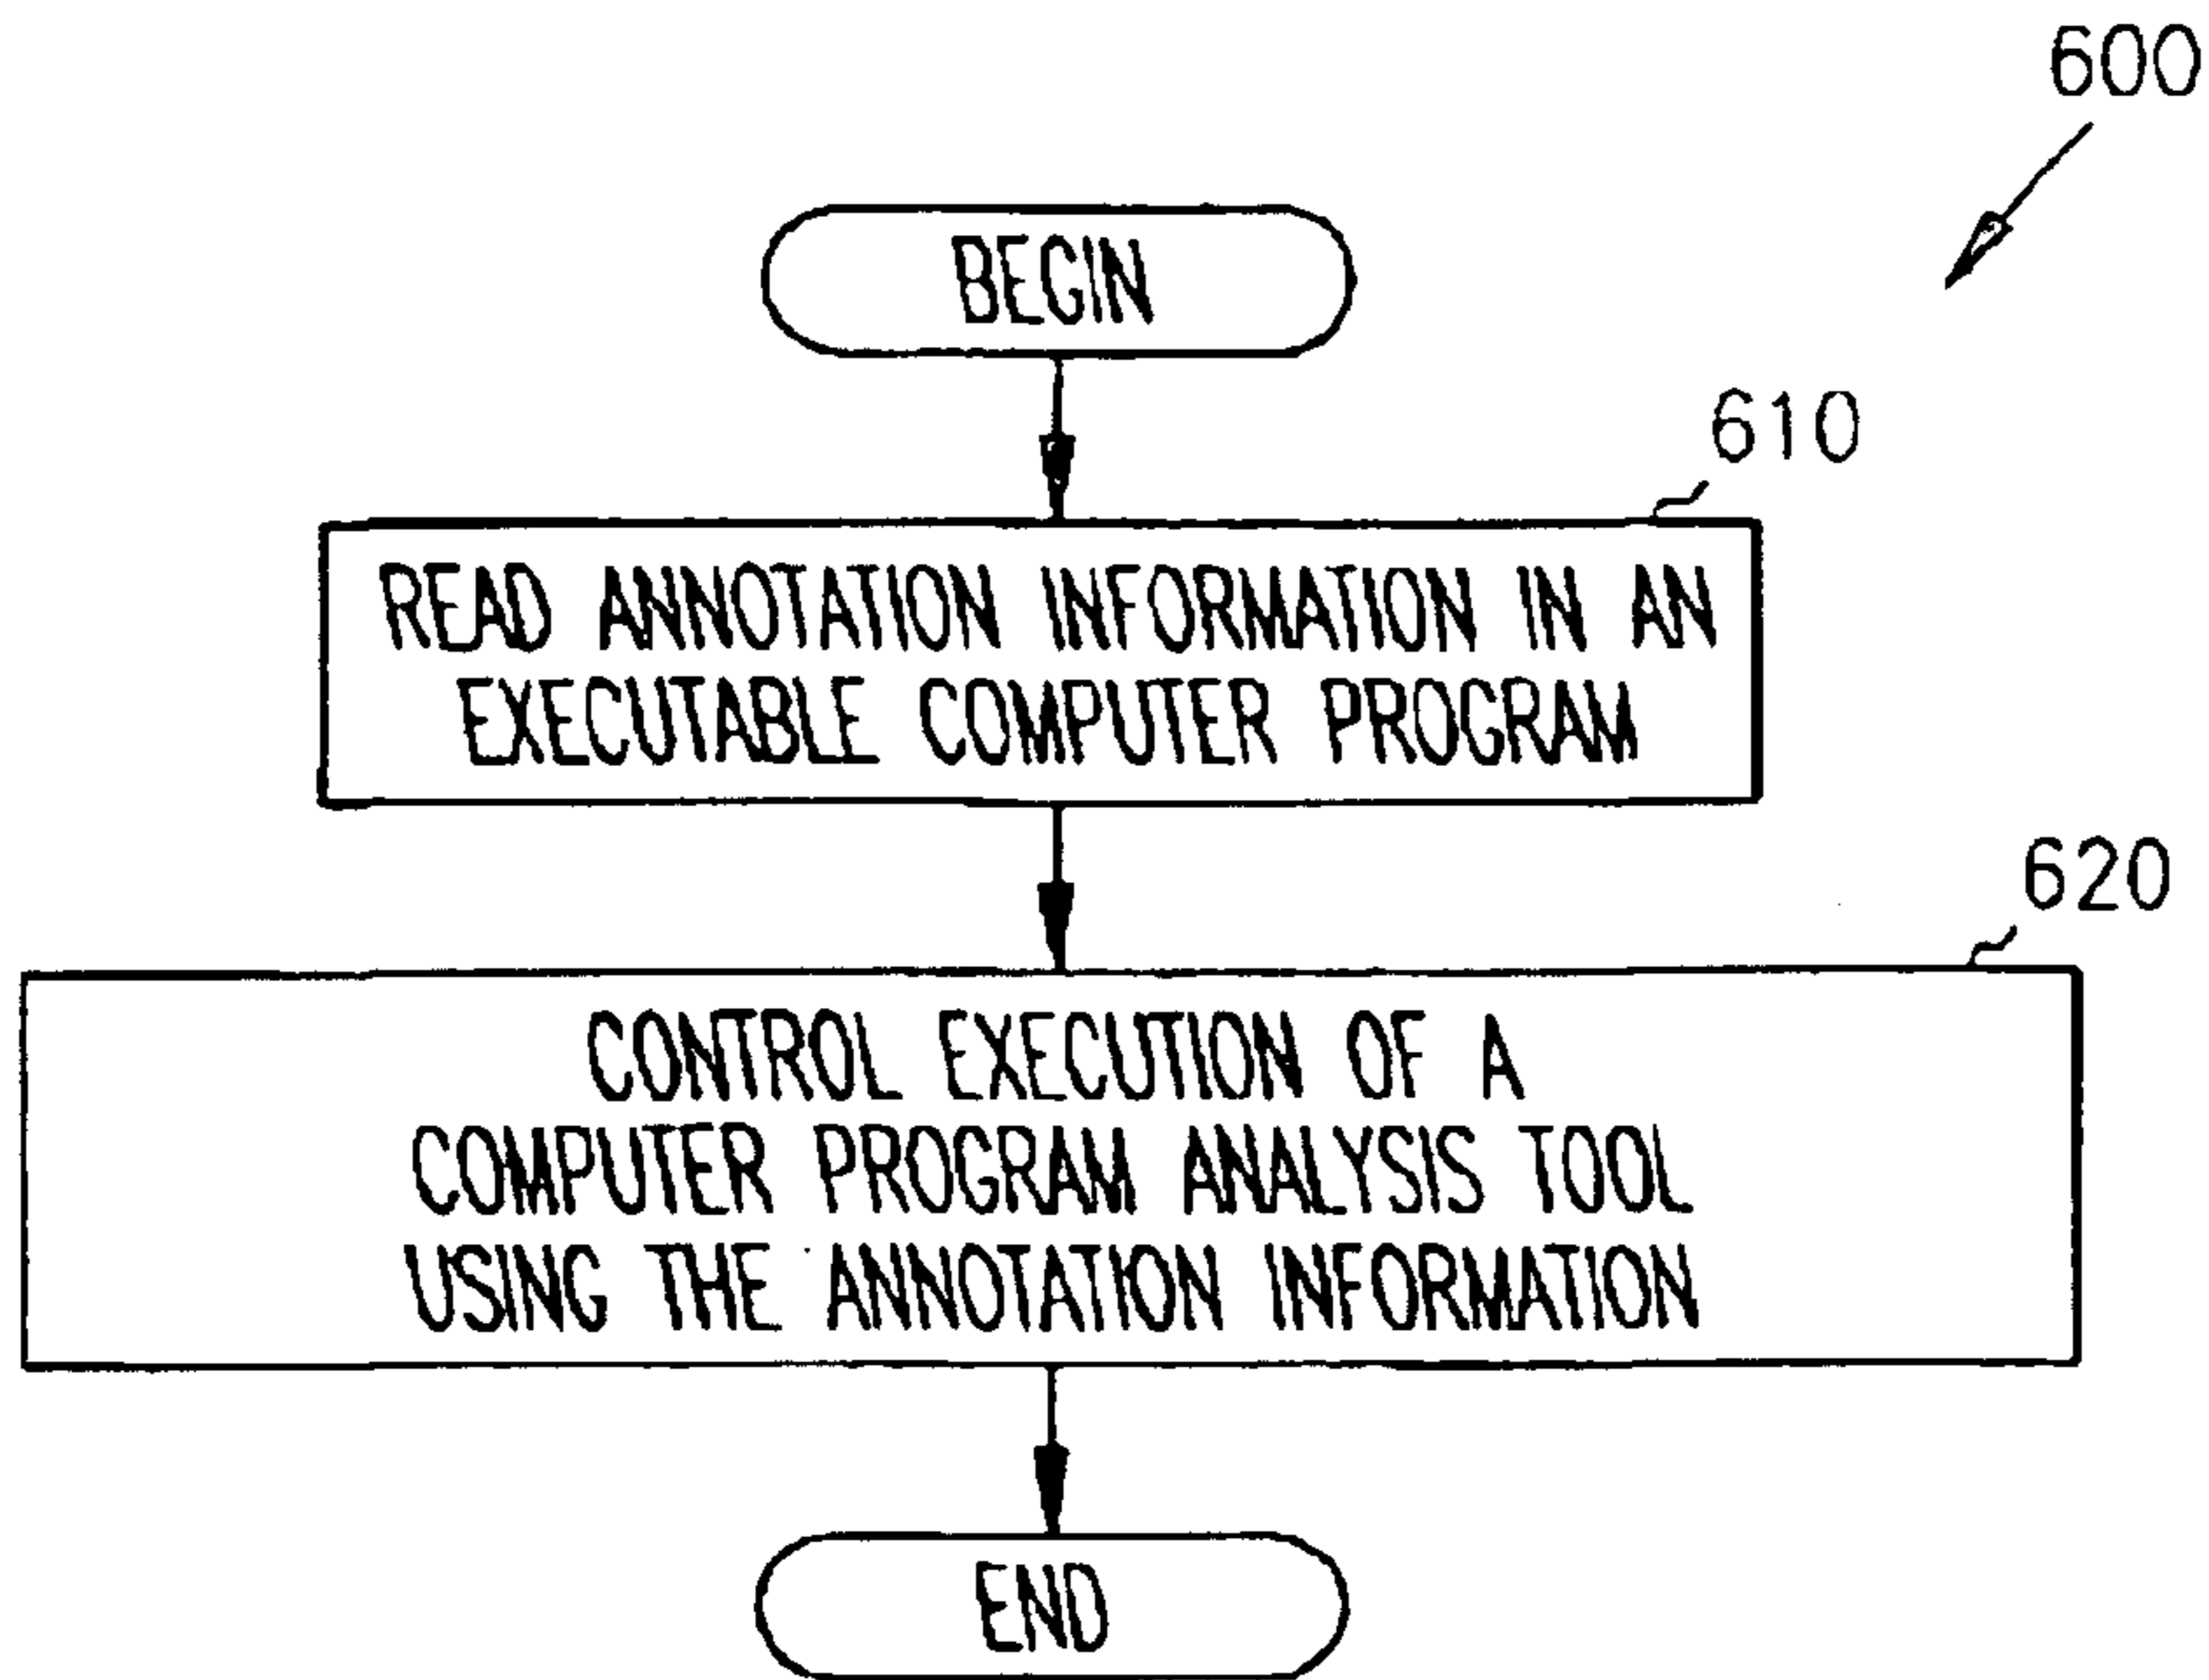 600
BEGIN
610
READ ANNOTATION INFORMATION IN AN
EXECUTABLE COMPUTER PROGRAM
620
CONTROL EXECUTION OF A
COMPUTER PROGRAM ANALYSIS TOOL
USING THE ANNOTATION INFORMATION
END